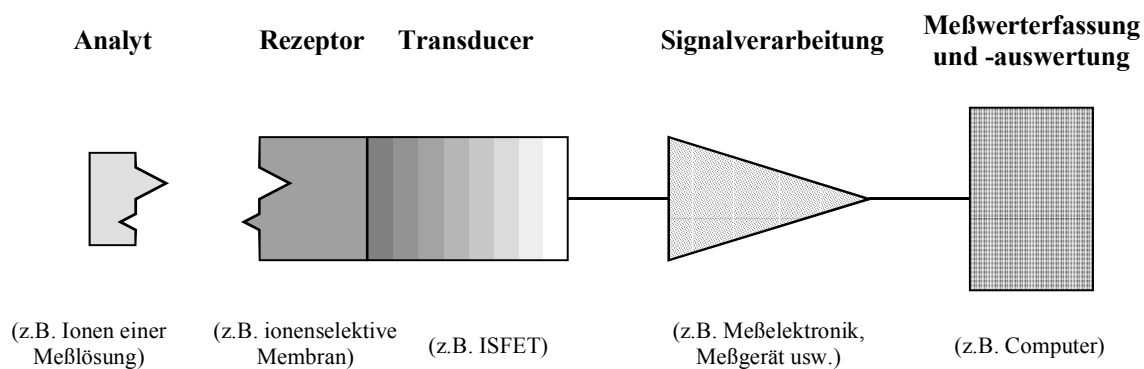 Analyt
Rezeptor
Transducer
Signalverarbeitung
Meßwerterfassung
und -auswertung
(z.B. Ionen einer
Meßlösung)
(z.B. ionenselektive
Membran)
(z.B. ISFET)
(z.B. Meßelektronik,
Meßgerät usw.)
(z.B. Computer)